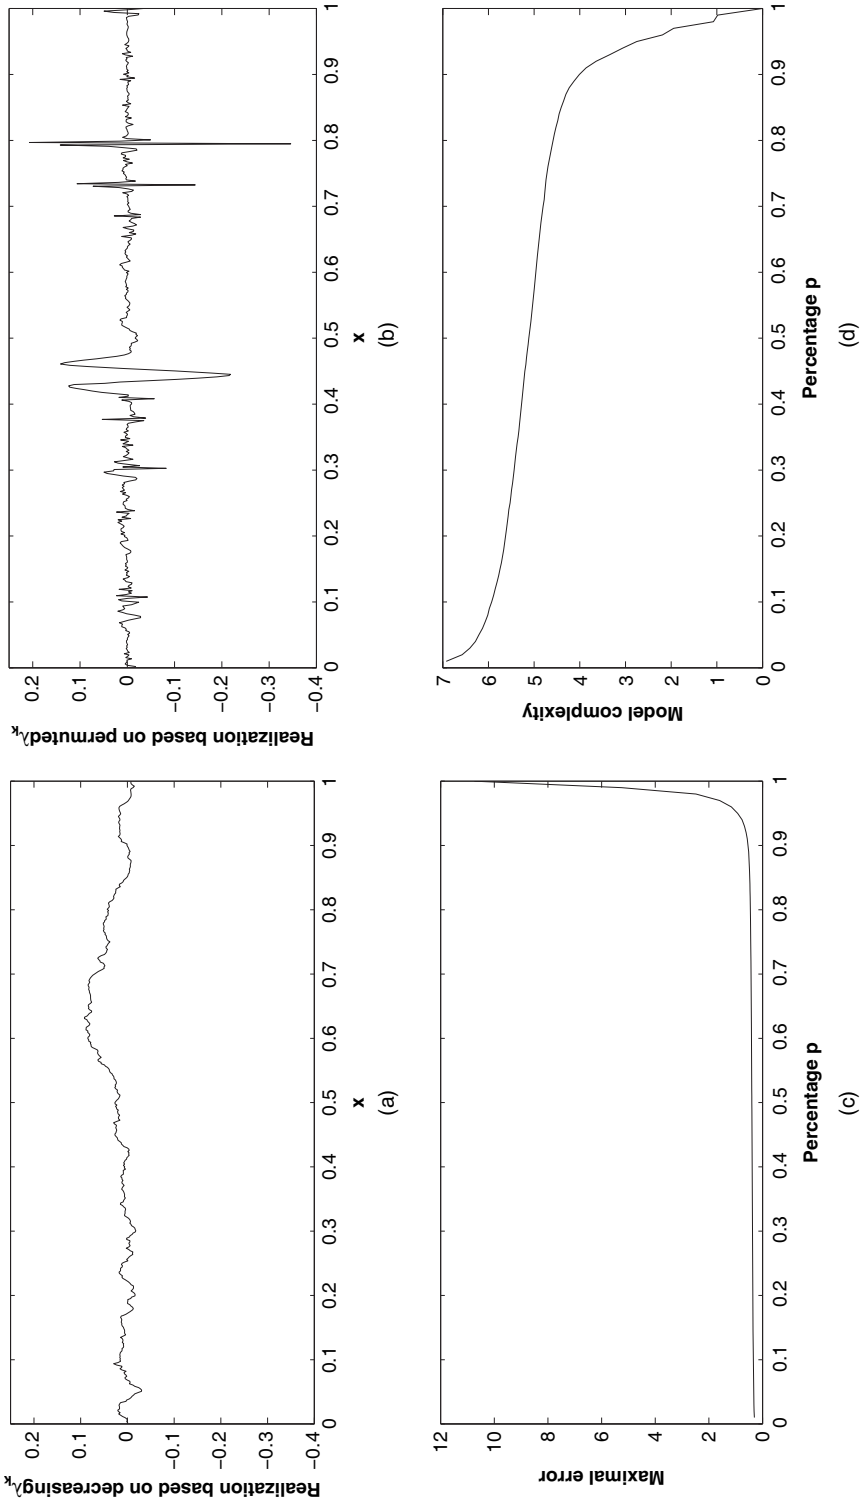 0.2
0.1
0
−0.1
−0.2
−0.3
−0.4
Realization based on decreasingλk
0 0.1 0.2 0.3 0.4 0.5 0.6 0.7 0.8 0.9 1
x
(a)
0.2
0.1
0
−0.1
−0.2
−0.3
−0.4
Realization based on permutedλk
0 0.1 0.2 0.3 0.4 0.5 0.6 0.7 0.8 0.9 1
x
(b)
12
10
8
6
4
2
0
Maximal error
0 0.1 0.2 0.3 0.4 0.5 0.6 0.7 0.8 0.9 1
Percentage p
(c)
7
6
5
4
3
2
1
0
Model complexity
0 0.1 0.2 0.3 0.4 0.5 0.6 0.7 0.8 0.9 1
Percentage p
(d)